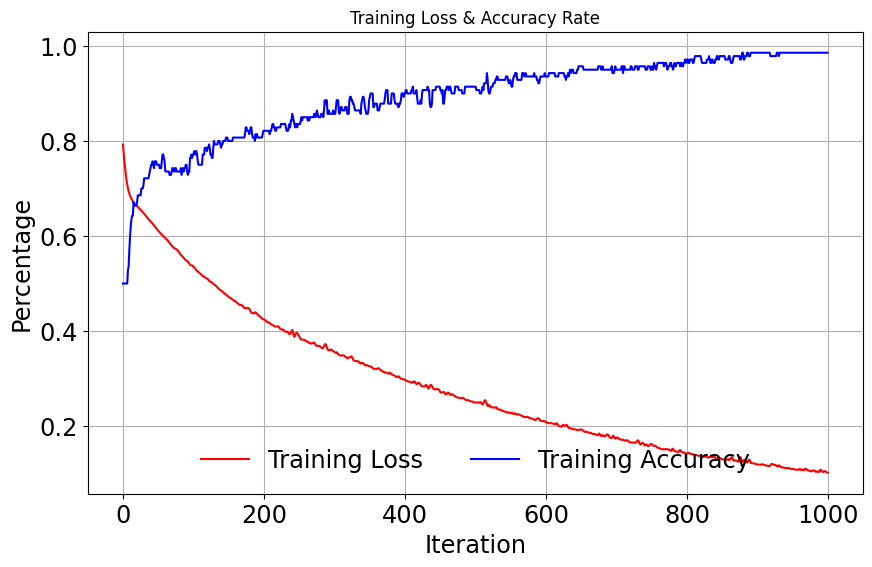 Training Loss & Accuracy Rate
1.0
0.8
0.6
0.4
0.2
Percentage
Training Loss Training Accuracy
0 200 400 600 800 1000
Iteration